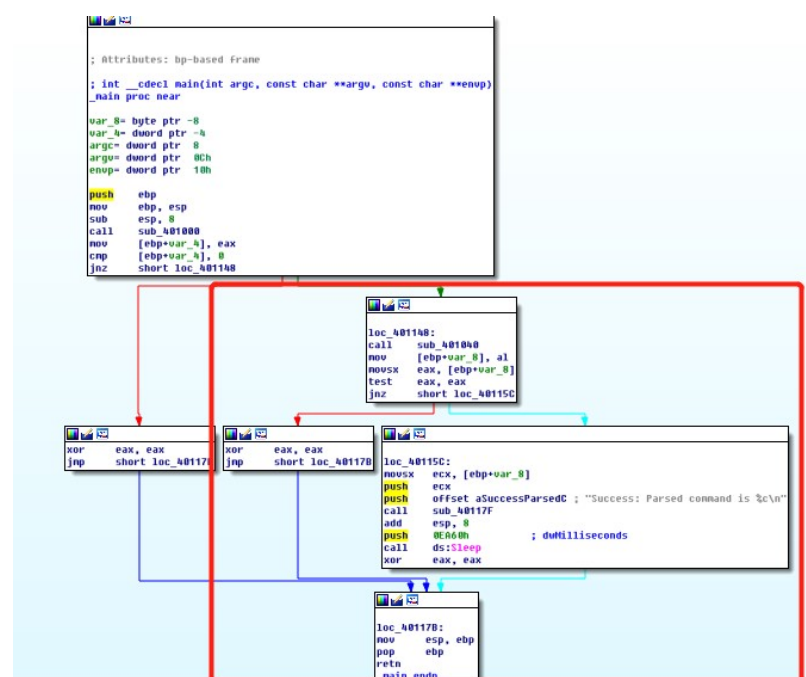 ; Attributes: bp-based frame
; int __cdecl main(int argc, const char **argv, const char **envp)
_main proc near
var_8= byte ptr -8
var_4= dword ptr -4
argc= dword ptr  8
argv= dword ptr  0Ch
envp= dword ptr  10h
push    ebp
mov     ebp, esp
sub     esp, 8
call    sub_401000
mov     [ebp+var_4], eax
cmp     [ebp+var_4], 0
jnz     short loc_401148
loc_401148:
call    sub_401040
mov     [ebp+var_8], al
movsx   eax, [ebp+var_8]
test    eax, eax
jnz     short loc_40115C
xor     eax, eax
jmp     short loc_40117
xor     eax, eax
jmp     short loc_40117B
loc_40115C:
movsx   ecx, [ebp+var_8]
push    ecx
push    offset aSuccessParsedC ; "Success: Parsed command is %c\n"
call    sub_40117F
add     esp, 8
push    0EA60h          ; dwMilliseconds
call    ds:Sleep
xor     eax, eax
loc_40117B:
mov     esp, ebp
pop     ebp
retn
_main endp